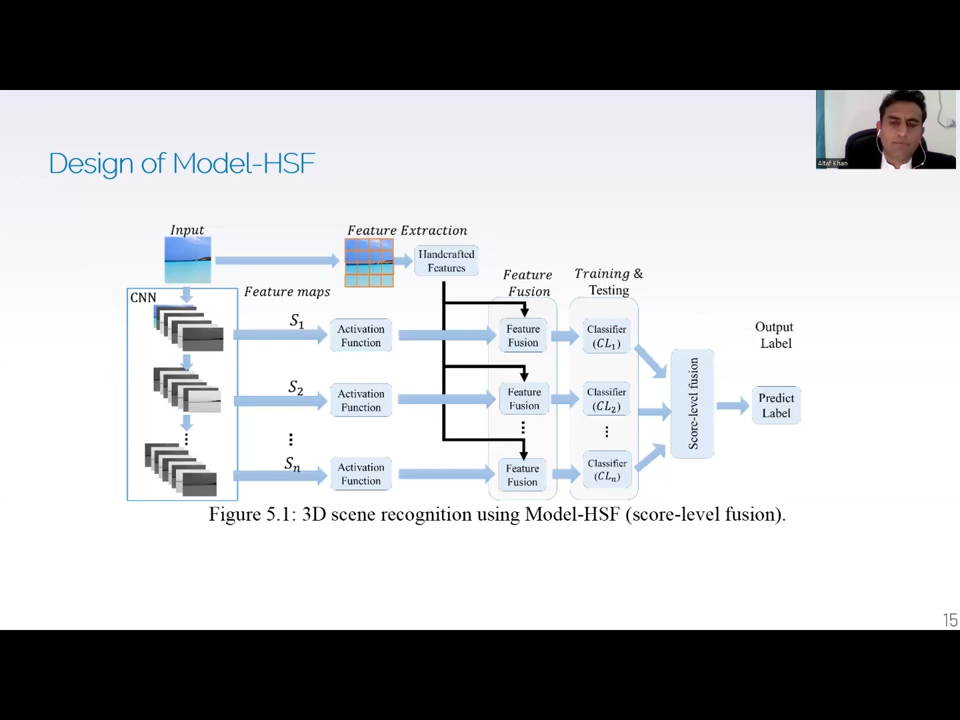 Altaf Khan
Design of Model-HSF
Input
Feature Extraction
Handcrafted
Features
CNN
Feature maps
Feature
Fusion
Training &
Testing
S1
Activation
Function
Feature
Fusion
Classifier
(CL1)
Output
Label
S2
Activation
Function
Feature
Fusion
Classifier
(CL2)
Score-level fusion
Predict
Label
Sn
Activation
Function
Feature
Fusion
Classifier
(CLn)
Figure 5.1: 3D scene recognition using Model-HSF (score-level fusion).
15